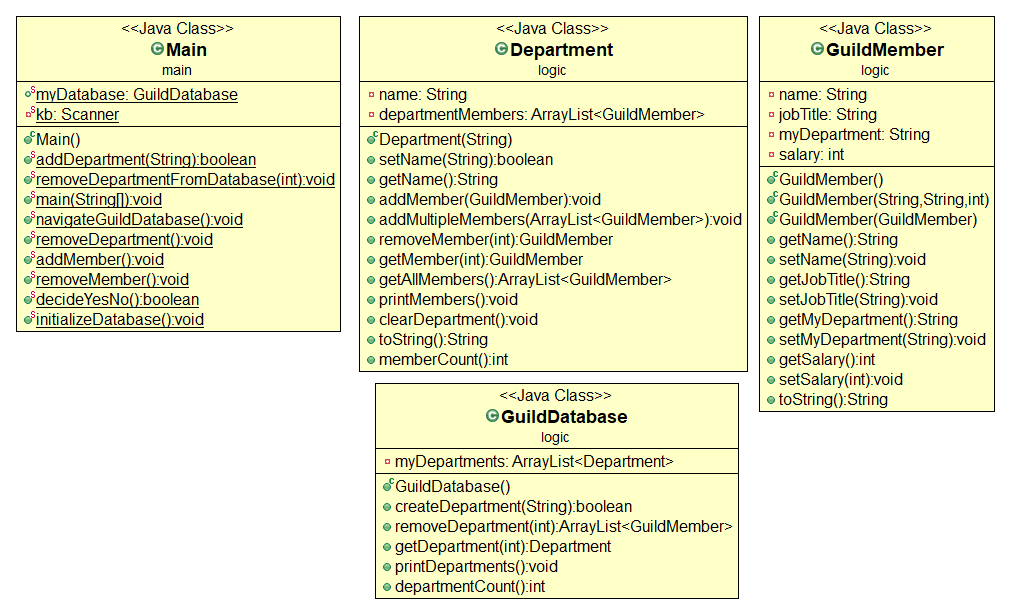 <<Java Class>>
Main
main
myDatabase: GuildDatabase
kb: Scanner
Main()
addDepartment(String):boolean
removeDepartmentFromDatabase(int):void
main(String[]):void
navigateGuildDatabase():void
removeDepartment():void
addMember():void
removeMember():void
decideYesNo():boolean
initializeDatabase():void
<<Java Class>>
Department
logic
name: String
departmentMembers: ArrayList<GuildMember>
Department(String)
setName(String):boolean
getName():String
addMember(GuildMember):void
addMultipleMembers(ArrayList<GuildMember>):void
removeMember(int):GuildMember
getMember(int):GuildMember
getAllMembers():ArrayList<GuildMember>
printMembers():void
clearDepartment():void
toString():String
memberCount():int
<<Java Class>>
GuildMember
logic
name: String
jobTitle: String
myDepartment: String
salary: int
GuildMember()
GuildMember(String,String,int)
GuildMember(GuildMember)
getName():String
setName(String):void
getJobTitle():String
setJobTitle(String):void
getMyDepartment():String
setMyDepartment(String):void
getSalary():int
setSalary(int):void
toString():String
<<Java Class>>
GuildDatabase
logic
myDepartments: ArrayList<Department>
GuildDatabase()
createDepartment(String):boolean
removeDepartment(int):ArrayList<GuildMember>
getDepartment(int):Department
printDepartments():void
departmentCount():int